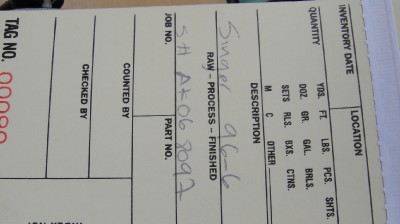 INVENTORY DATE
LOCATION
QUANTITY YDS. FT. LBS. PCS. SHTS.
DOZ. GR. GAL. BRLS.
SETS RLS. BXS. CTNS.
M C OTHER
DESCRIPTION
RAW - PROCESS - FINISHED
Singer 96-6
JOB NO. PART NO.
COUNTED BY
CHECKED BY
TAG NO.